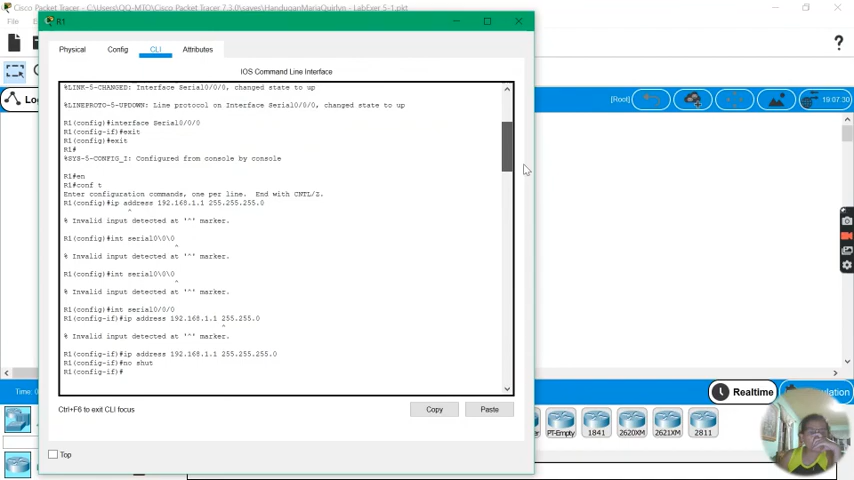 Cisco Packet Tracer 7.3.0\saves\HanduganMariaQuirlyn - LabExer 5-1.pkt
File
R1
Physical
Config
CLI
Attributes
IOS Command Line Interface
%LINK-5-CHANGED: Interface Serial0/0/0, changed state to up
%LINEPROTO-5-UPDOWN: Line protocol on Interface Serial0/0/0, changed state to up
R1(config)#interface Serial0/0/0
R1(config-if)#exit
R1(config)#exit
R1#
%SYS-5-CONFIG_I: Configured from console by console
R1#en
R1#conf t
Enter configuration commands, one per line.  End with CNTL/Z.
R1(config)#ip address 192.168.1.1 255.255.255.0
^
% Invalid input detected at '^' marker.
R1(config)#int serial0\0\0
^
% Invalid input detected at '^' marker.
R1(config)#int serial0\0\0
^
% Invalid input detected at '^' marker.
R1(config)#int serial0/0/0
R1(config-if)#ip address 192.168.1.1 255.255.0
^
% Invalid input detected at '^' marker.
R1(config-if)#ip address 192.168.1.1 255.255.255.0
R1(config-if)#no shut
R1(config-if)#
Ctrl+F6 to exit CLI focus
Copy
Paste
Top
[Root]
19:07:30
Time:
Realtime
PT-Empty
1841
2620XM
2621XM
2811